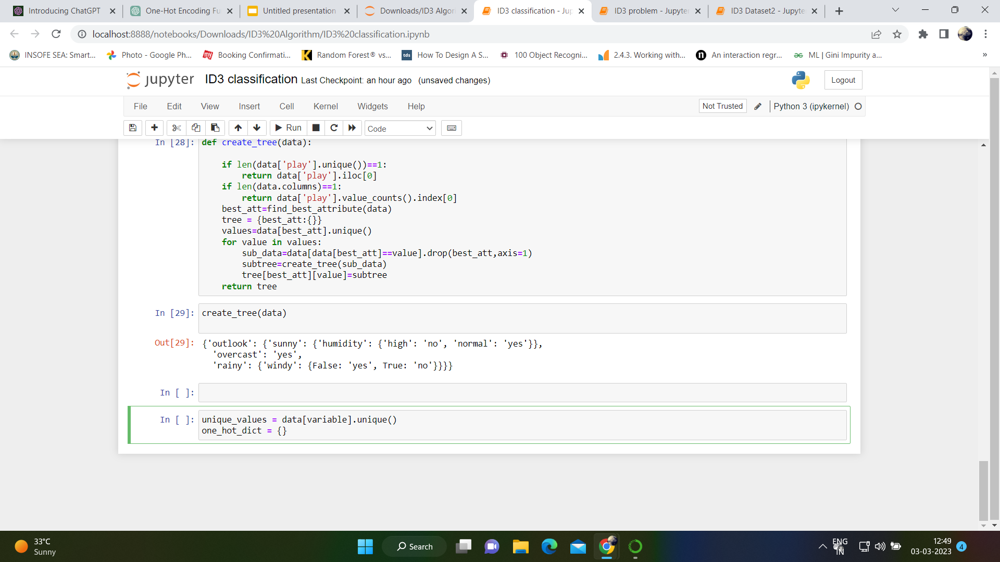 Introducing ChatGPT
One-Hot Encoding Fu
Untitled presentation
Downloads/ID3 Algori
ID3 classification - Jup
ID3 problem - Jupyter
ID3 Dataset2 - Jupyte
localhost:8888/notebooks/Downloads/ID3%20Algorithm/ID3%20classification.ipynb
INSOFE SEA: Smart...
Photo - Google Ph...
my Booking Confirmati...
K Random Forest® vs...
tds How To Design A S...
100 Object Recogni...
2.4.3. Working with...
n An interaction regr...
ML | Gini Impurity a...
»
jupyter ID3 classification Last Checkpoint: an hour ago (unsaved changes)
Logout
File Edit View Insert Cell Kernel Widgets Help
Not Trusted
Python 3 (ipykernel)
Run
Code
In [28]: def create_tree(data):
if len(data['play'].unique())==1:
return data['play'].iloc[0]
if len(data.columns)==1:
return data['play'].value_counts().index[0]
best_att=find_best_attribute(data)
tree = {best_att:{}}
values=data[best_att].unique()
for value in values:
sub_data=data[data[best_att]==value].drop(best_att,axis=1)
subtree=create_tree(sub_data)
tree[best_att][value]=subtree
return tree
In [29]: create_tree(data)
Out[29]: {'outlook': {'sunny': {'humidity': {'high': 'no', 'normal': 'yes'}},
'overcast': 'yes',
'rainy': {'windy': {False: 'yes', True: 'no'}}}}
In [ ]:
In [ ]: unique_values = data[variable].unique()
one_hot_dict = {}
33°C
Sunny
Search
ENG
IN
12:49
03-03-2023
4